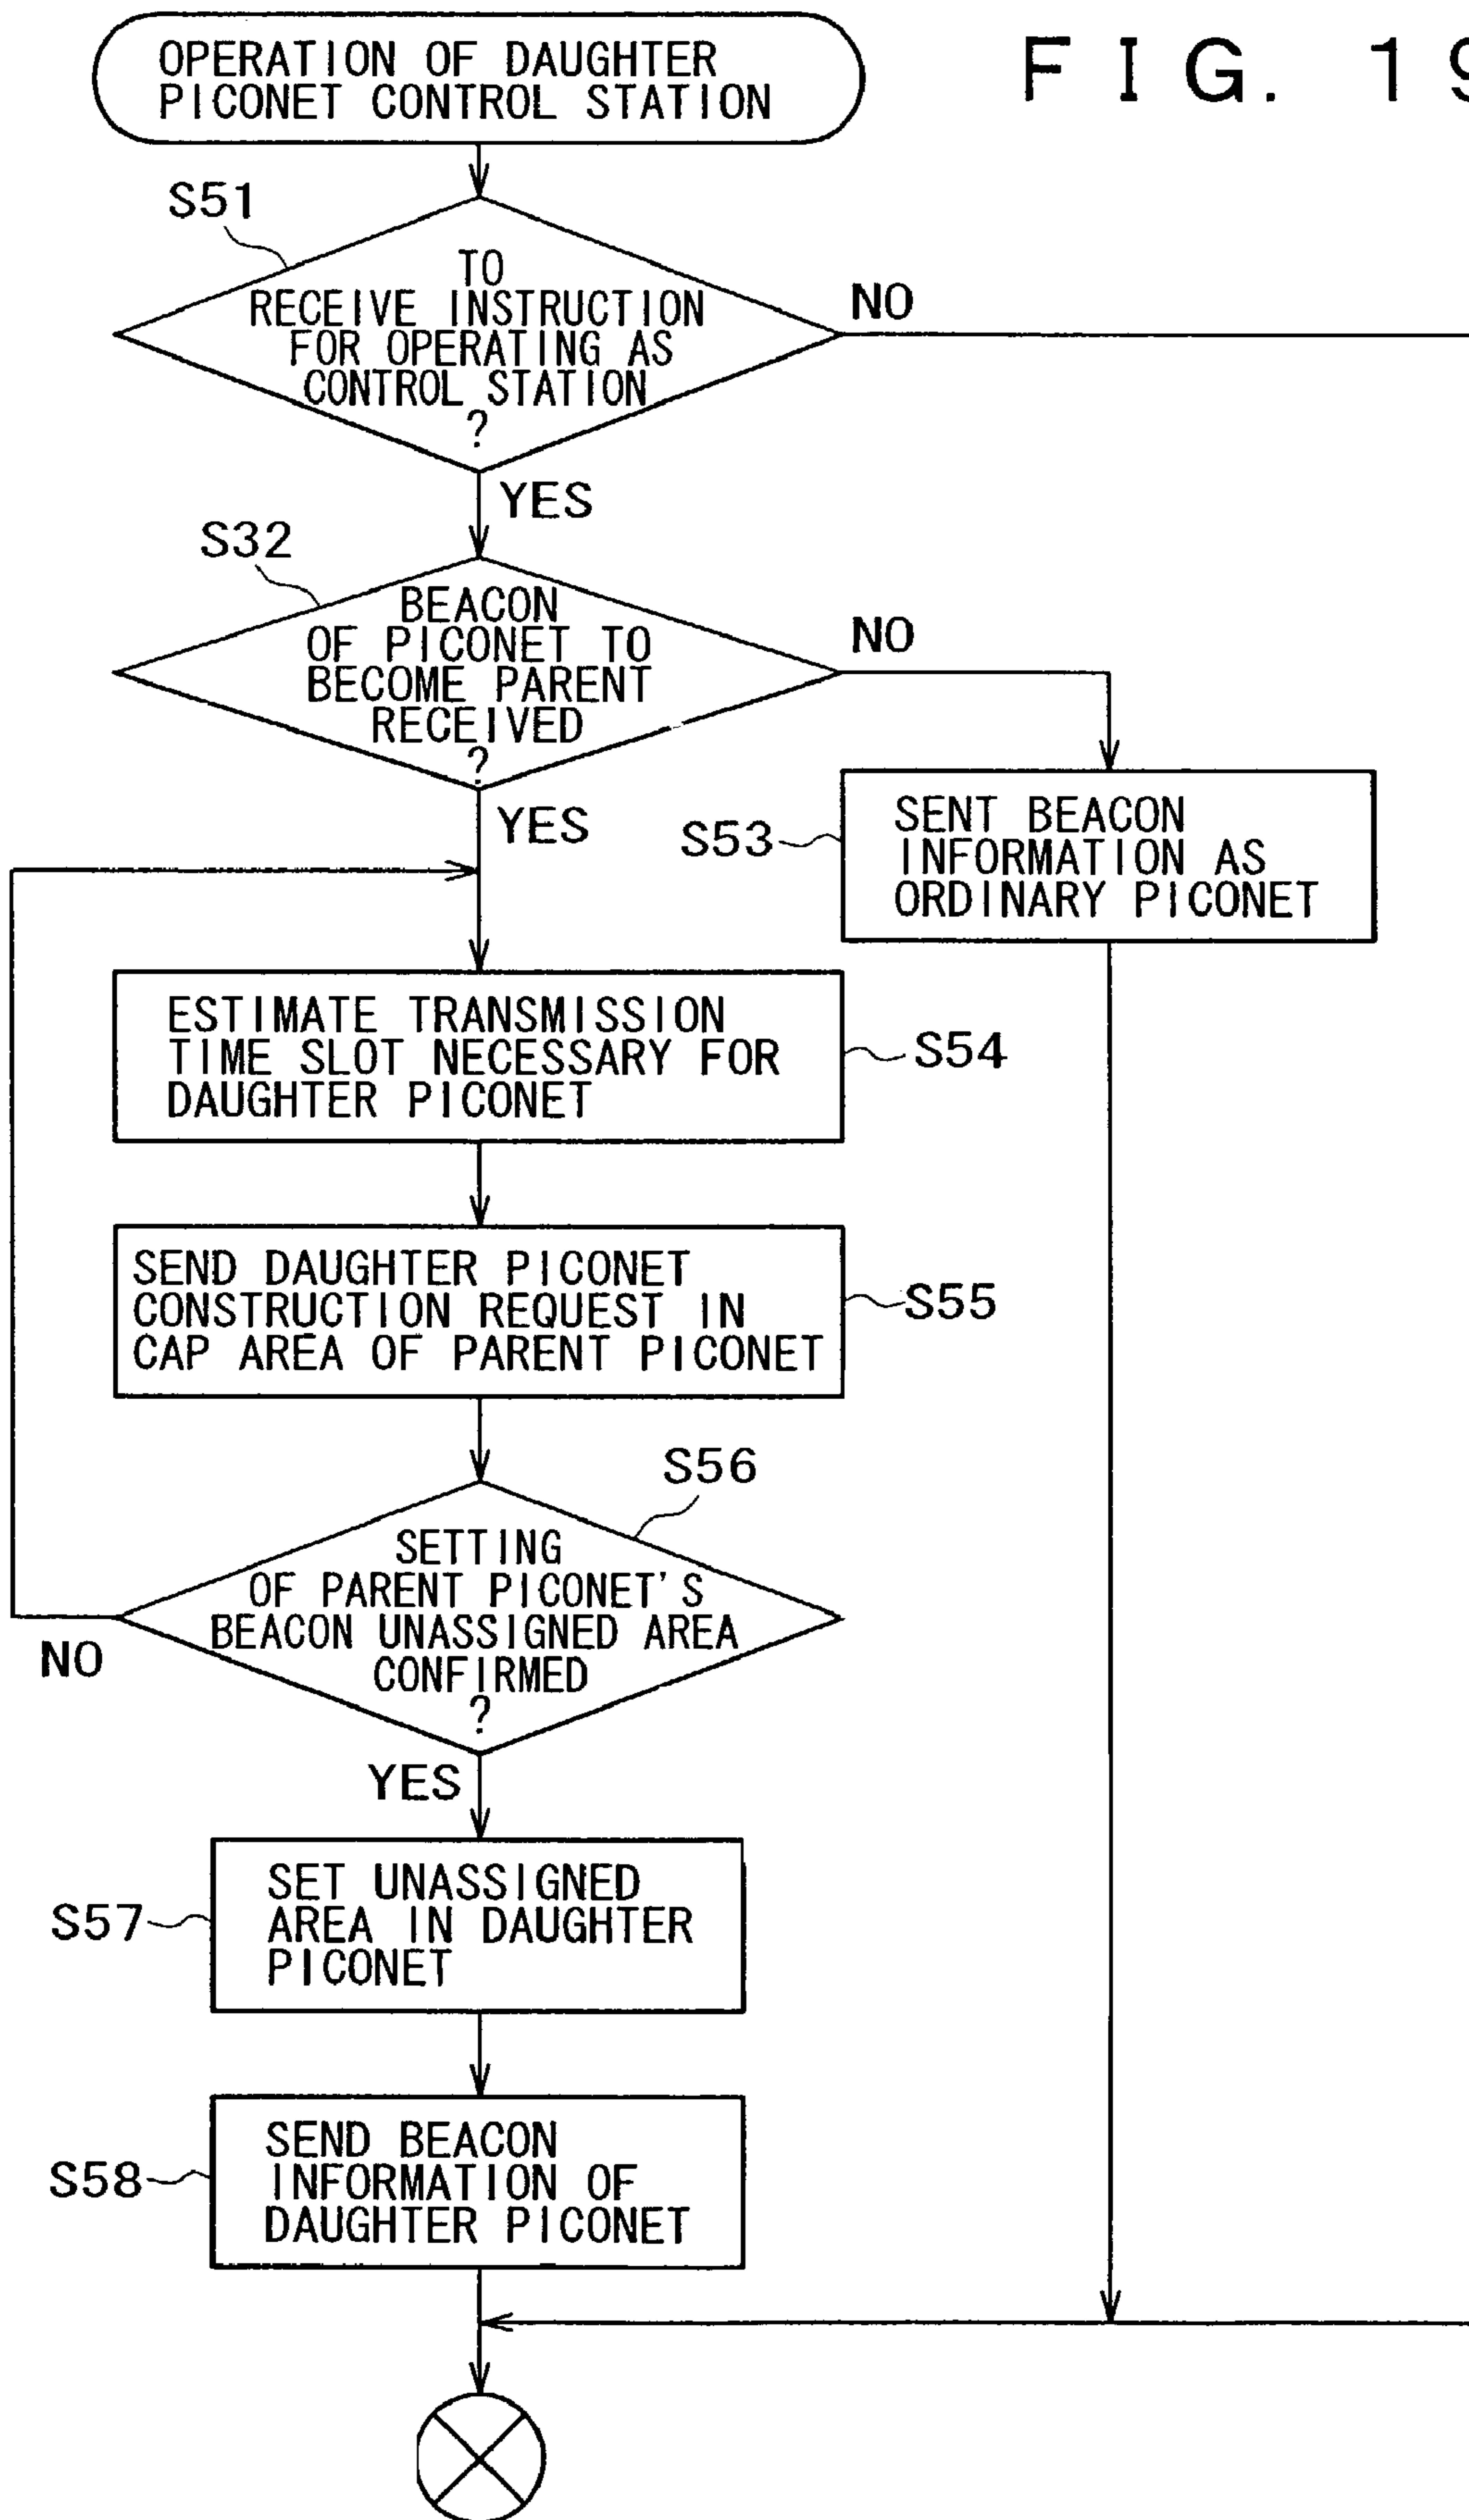 OPERATION OF DAUGHTER
PICONET CONTROL STATION
FIG. 19
S51
TO
RECEIVE INSTRUCTION
FOR OPERATING AS
CONTROL STATION
?
NO
YES
S32
BEACON
OF PICONET TO
BECOME PARENT
RECEIVED
?
NO
YES
S53
SENT BEACON
INFORMATION AS
ORDINARY PICONET
ESTIMATE TRANSMISSION
TIME SLOT NECESSARY FOR
DAUGHTER PICONET
S54
SEND DAUGHTER PICONET
CONSTRUCTION REQUEST IN
CAP AREA OF PARENT PICONET
S55
S56
SETTING
OF PARENT PICONET'S
BEACON UNASSIGNED AREA
CONFIRMED
?
NO
YES
S57
SET UNASSIGNED
AREA IN DAUGHTER
PICONET
S58
SEND BEACON
INFORMATION OF
DAUGHTER PICONET